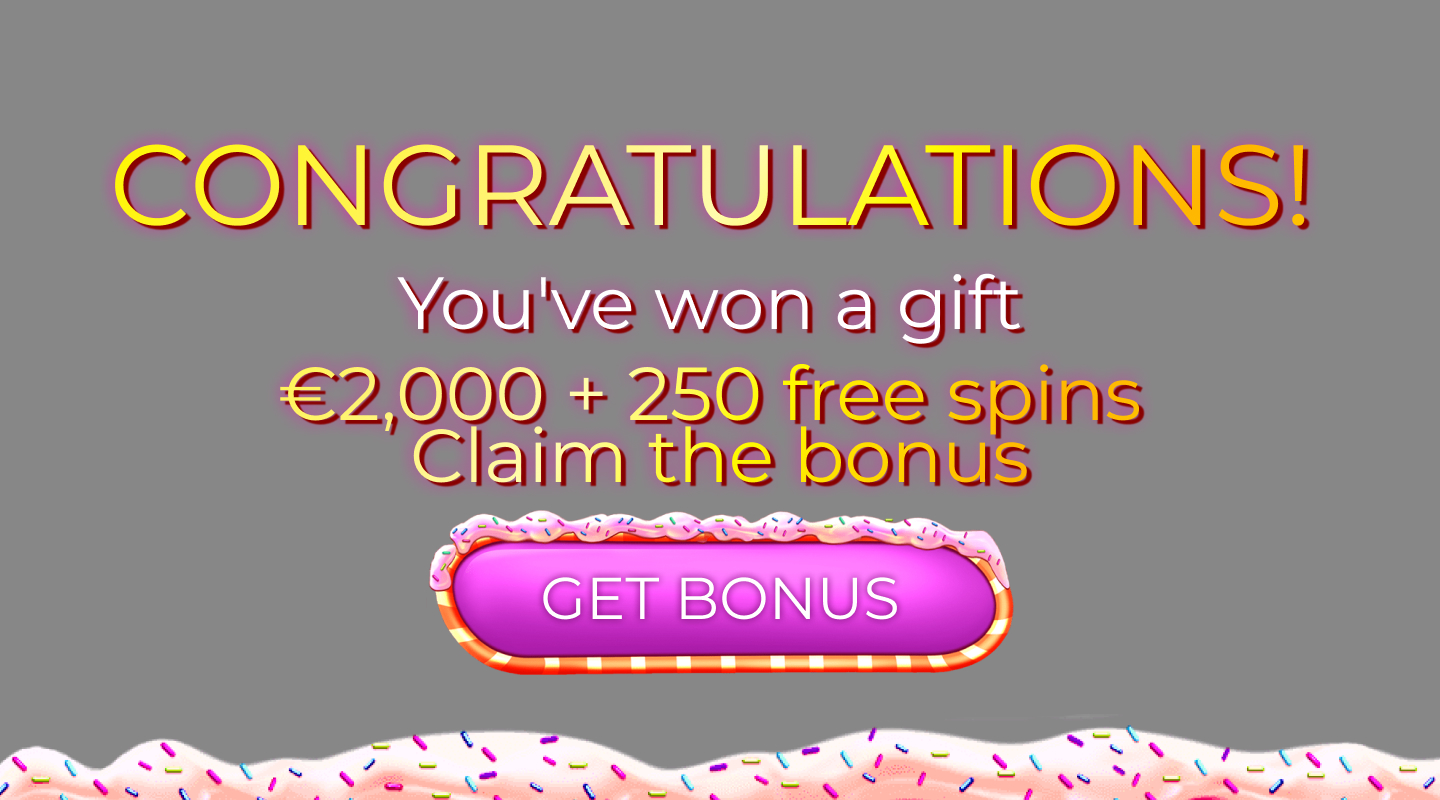 CONGRATULATIONS!
You've won a gift
€2,000 + 250 free spins
Claim the bonus
GET BONUS